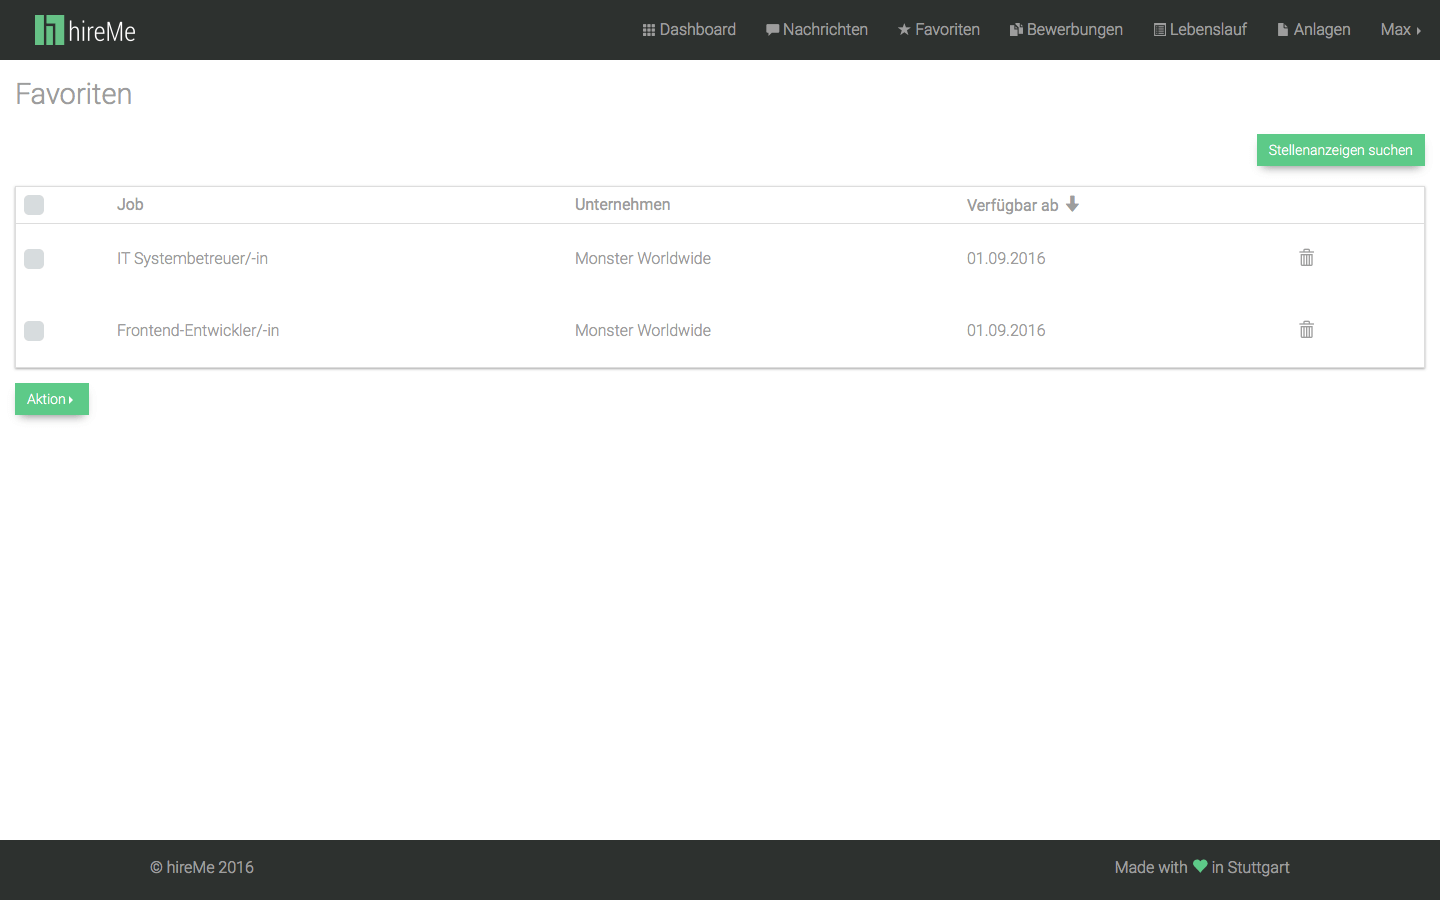 hireMe Dashboard Nachrichten Favoriten Bewerbungen Lebenslauf Anlagen Max
Favoriten
Stellenanzeigen suchen
Job Unternehmen Verfügbar ab
IT Systembetreuer/-in Monster Worldwide 01.09.2016
Frontend-Entwickler/-in Monster Worldwide 01.09.2016
Aktion
© hireMe 2016 Made with ♥ in Stuttgart